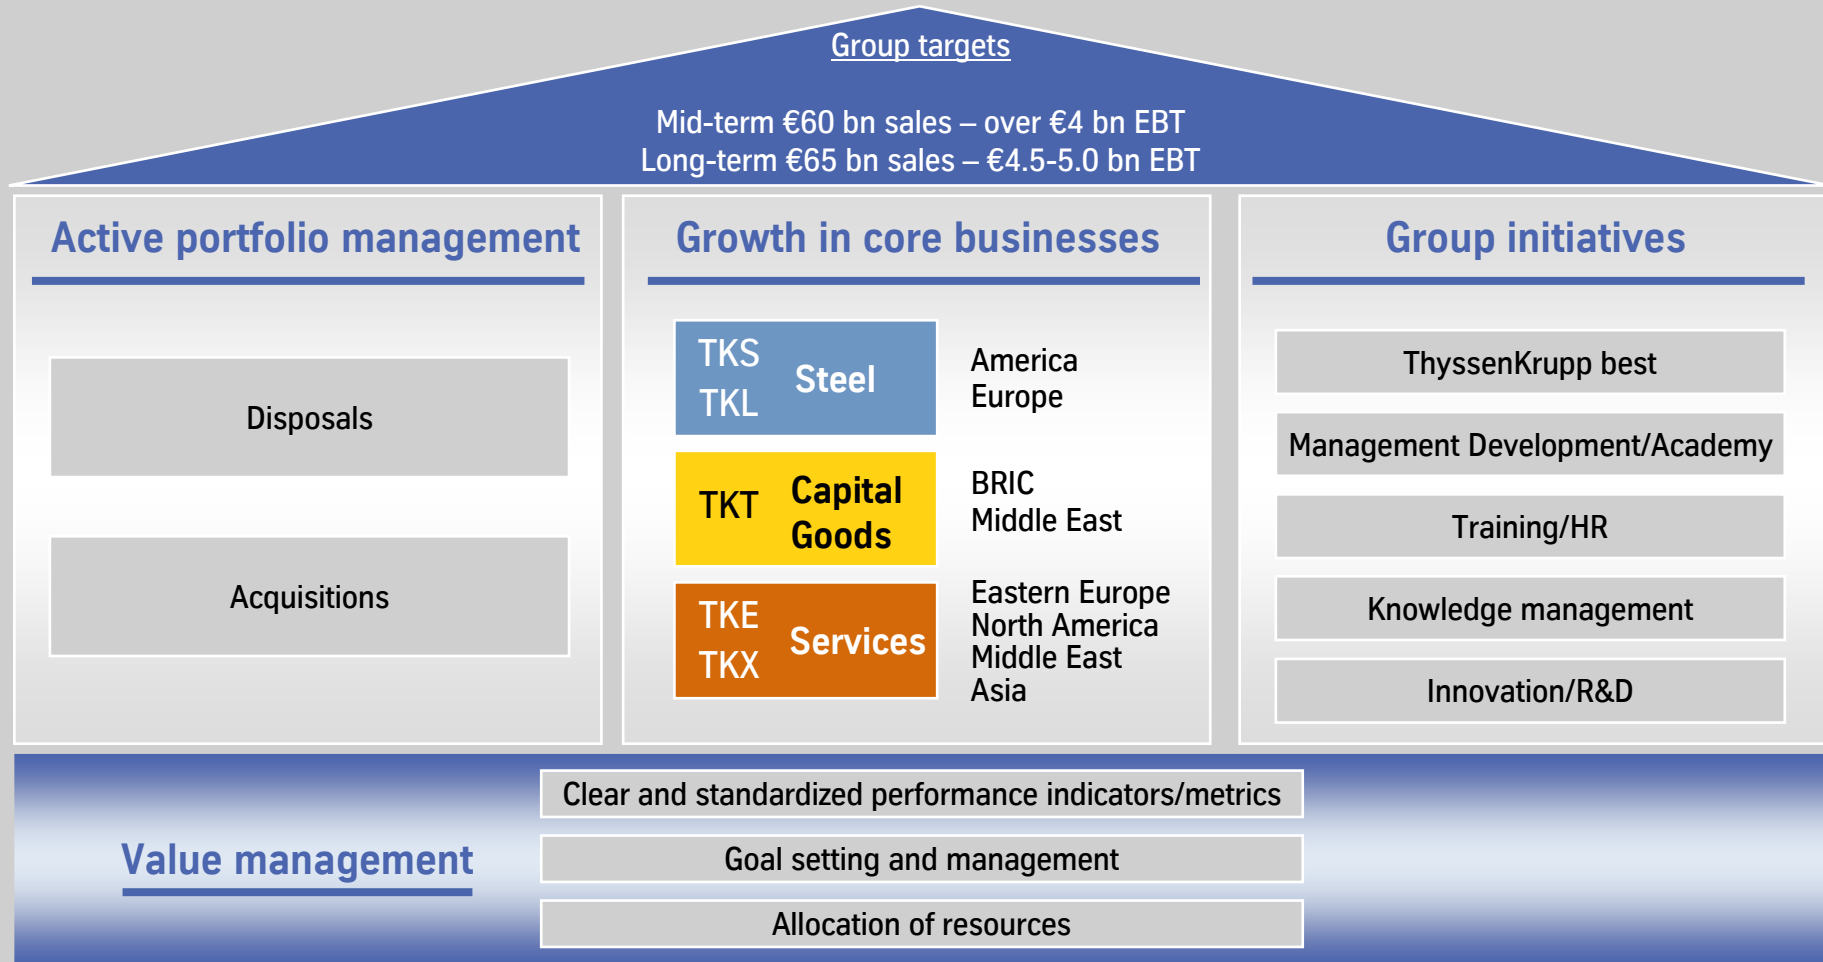 Group targets
Mid-term €60 bn sales – over €4 bn EBT
Long-term €65 bn sales – €4.5-5.0 bn EBT
Active portfolio management
Disposals
Acquisitions
Growth in core businesses
TKS
TKL
Steel
America
Europe
TKT
Capital
Goods
BRIC
Middle East
TKE
TKX
Services
Eastern Europe
North America
Middle East
Asia
Group initiatives
ThyssenKrupp best
Management Development/Academy
Training/HR
Knowledge management
Innovation/R&D
Value management
Clear and standardized performance indicators/metrics
Goal setting and management
Allocation of resources